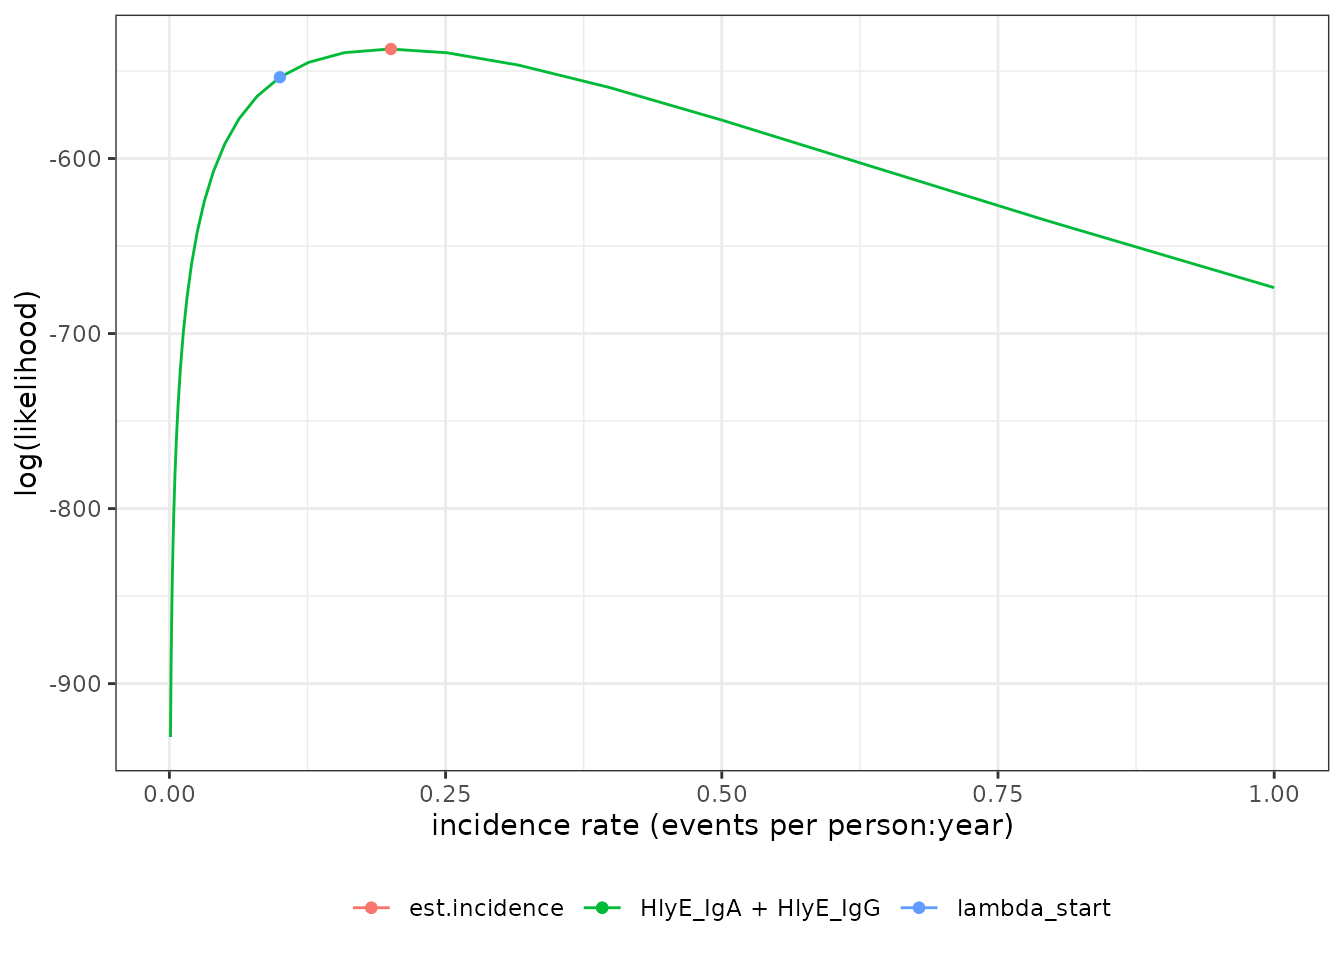 log(likelihood)
-600
-700
-800
-900
0.00 0.25 0.50 0.75 1.00
incidence rate (events per person:year)
est.incidence HlyE_IgA + HlyE_IgG lambda_start